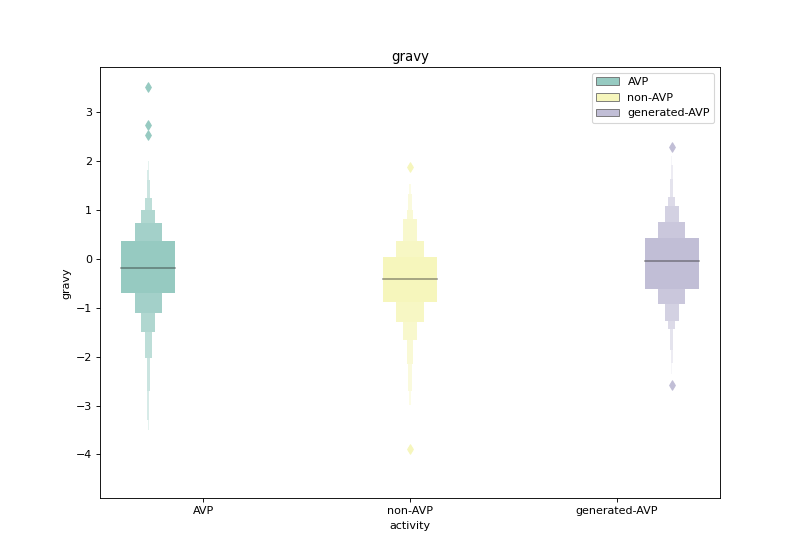 gravy
AVP
non-AVP
generated-AVP
gravy
3
2
1
0
−1
−2
−3
−4
AVP
non-AVP
generated-AVP
activity